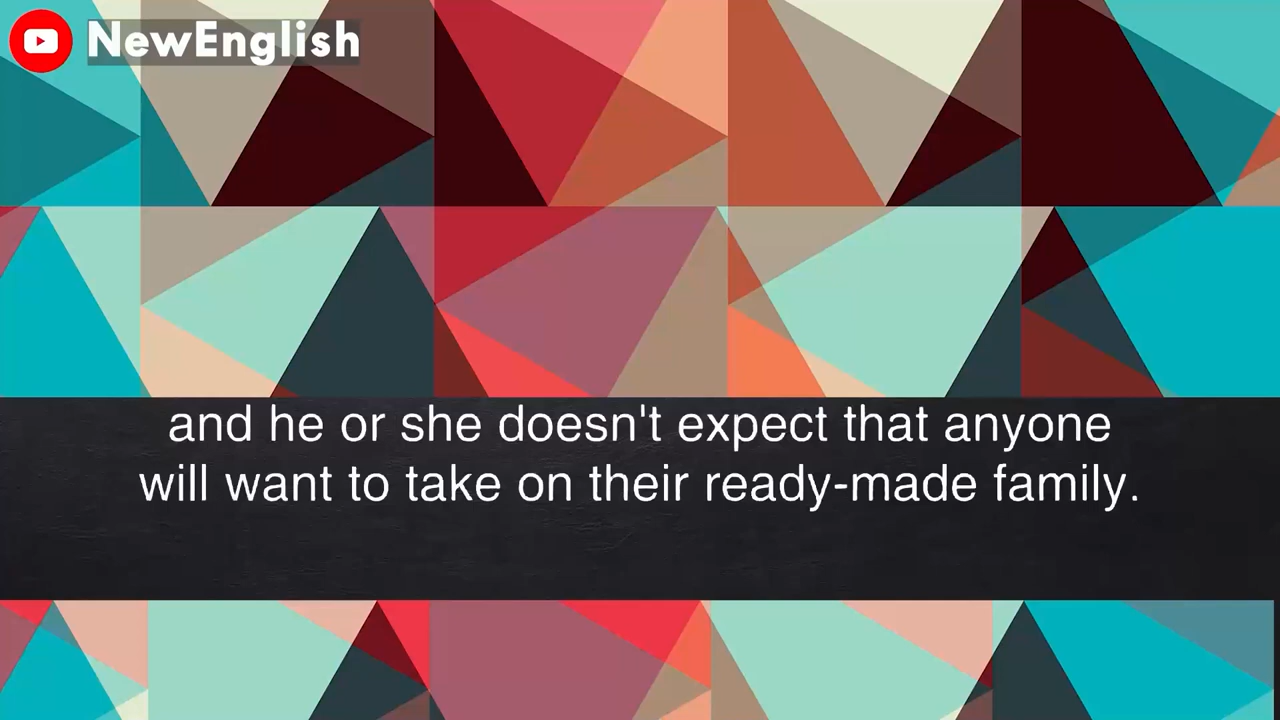 NewEnglish
and he or she doesn't expect that anyone
will want to take on their ready-made family.